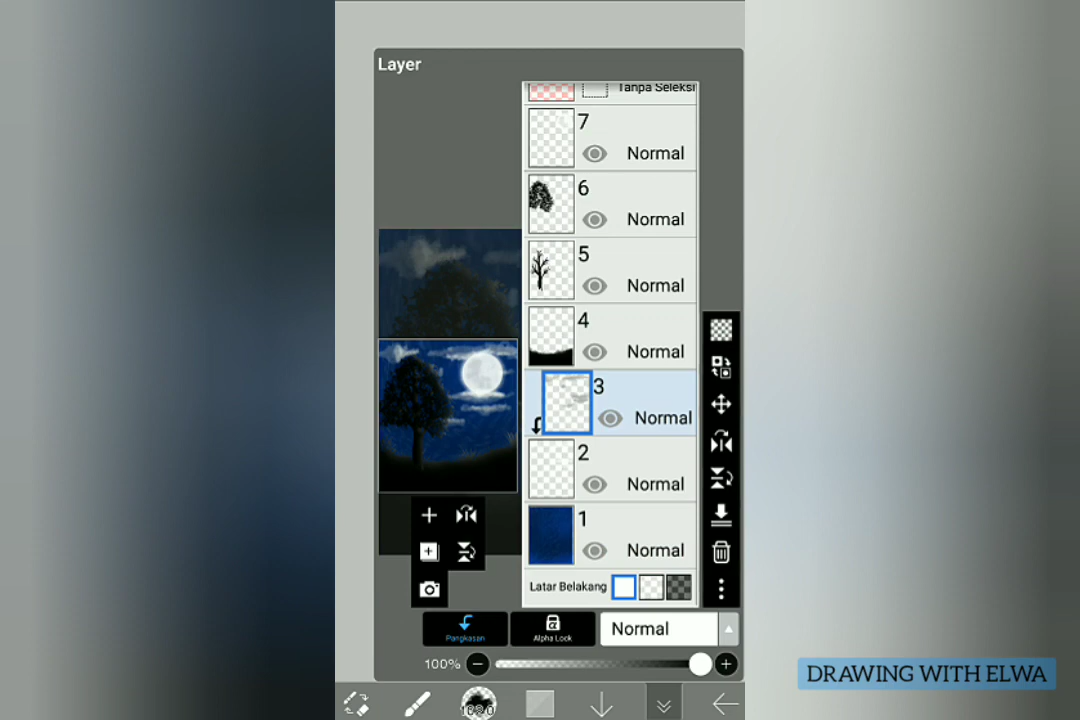 Layer
Tanpa Seleksi
7
Normal
6
Normal
5
Normal
4
Normal
3
Normal
2
Normal
1
Normal
Latar Belakang
Pangkasan
Alpha Lock
Normal
100%
DRAWING WITH ELWA